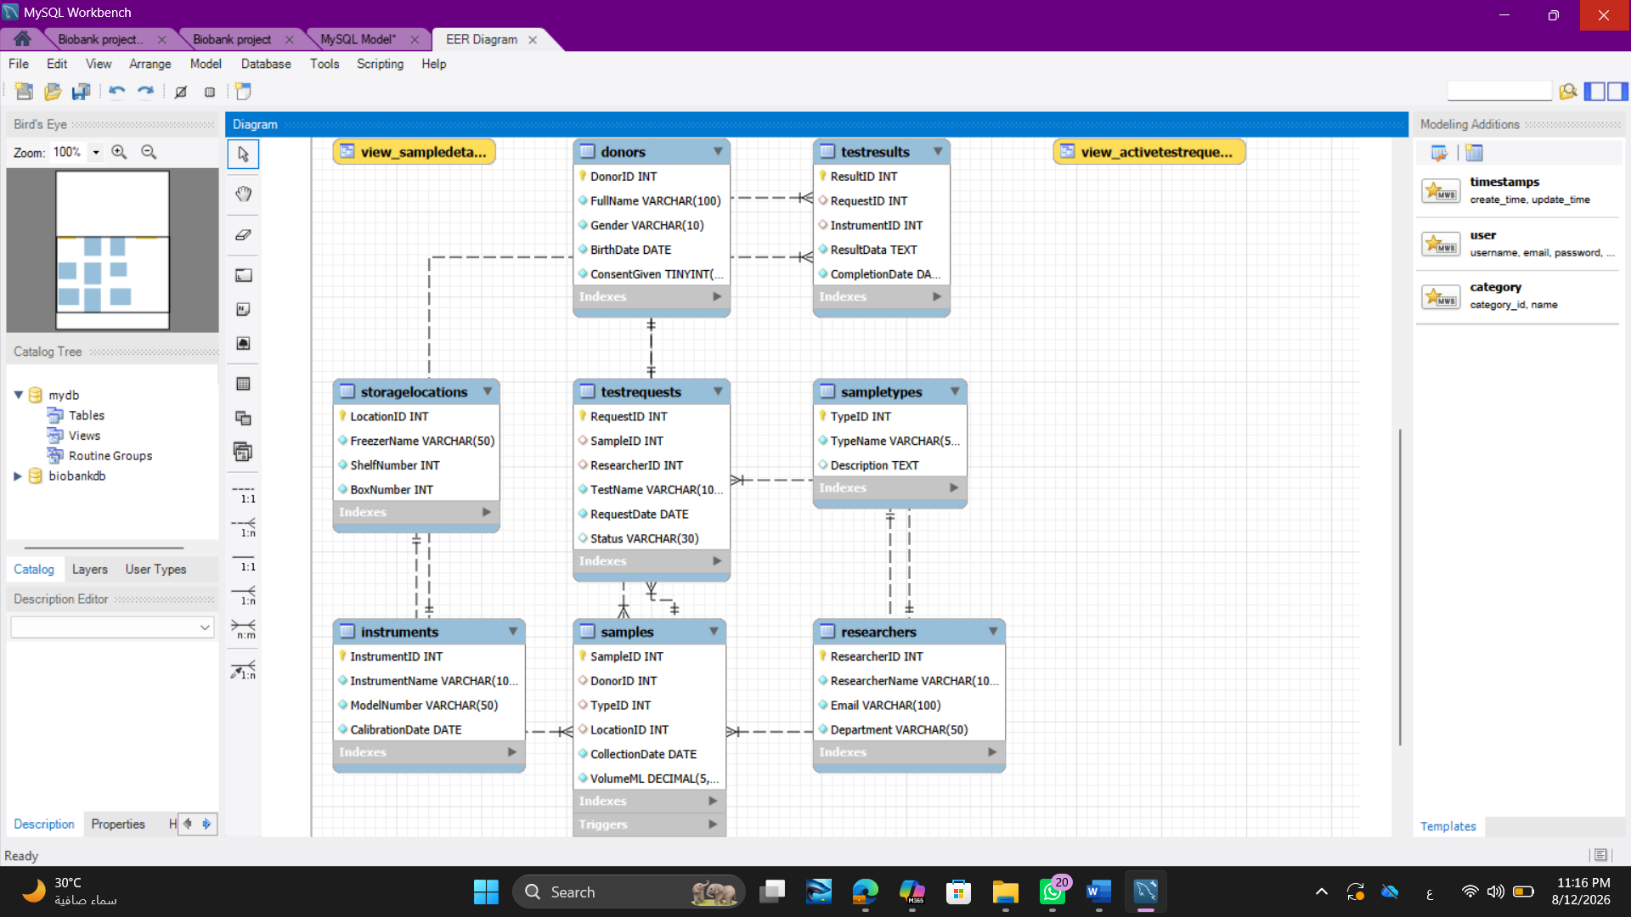 MySQL Workbench
Biobank project..
Biobank project
MySQL Model*
EER Diagram
File Edit View Arrange Model Database Tools Scripting Help
Bird's Eye
Zoom: 100%
Catalog Tree
mydb
Tables
Views
Routine Groups
biobankdb
Catalog Layers User Types
Description Editor
Description Properties H
Ready
1:1
1:n
1:1
1:n
n:m
1:n
Diagram
view_sampledeta...
donors
DonorID INT
FullName VARCHAR(100)
Gender VARCHAR(10)
BirthDate DATE
ConsentGiven TINYINT(...
Indexes
testresults
ResultID INT
RequestID INT
InstrumentID INT
ResultData TEXT
CompletionDate DA...
Indexes
view_activetestreque...
storagelocations
LocationID INT
FreezerName VARCHAR(50)
ShelfNumber INT
BoxNumber INT
Indexes
testrequests
RequestID INT
SampleID INT
ResearcherID INT
TestName VARCHAR(10...
RequestDate DATE
Status VARCHAR(30)
Indexes
sampletypes
TypeID INT
TypeName VARCHAR(5...
Description TEXT
Indexes
instruments
InstrumentID INT
InstrumentName VARCHAR(10...
ModelNumber VARCHAR(50)
CalibrationDate DATE
Indexes
samples
SampleID INT
DonorID INT
TypeID INT
LocationID INT
CollectionDate DATE
VolumeML DECIMAL(5,...
Indexes
Triggers
researchers
ResearcherID INT
ResearcherName VARCHAR(10...
Email VARCHAR(100)
Department VARCHAR(50)
Indexes
Modeling Additions
MWB
timestamps
create_time, update_time
MWB
user
username, email, password, ...
MWB
category
category_id, name
Templates
30°C
سماء صافية
Search
M365
20
ع
11:16 PM
8/12/2026